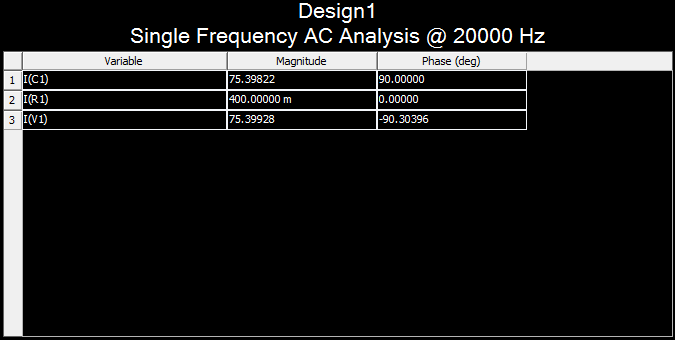 Design1
Single Frequency AC Analysis @ 20000 Hz
Variable Magnitude Phase (deg)
1 I(C1) 75.39822 90.00000
2 I(R1) 400.00000 m 0.00000
3 I(V1) 75.39928 -90.30396